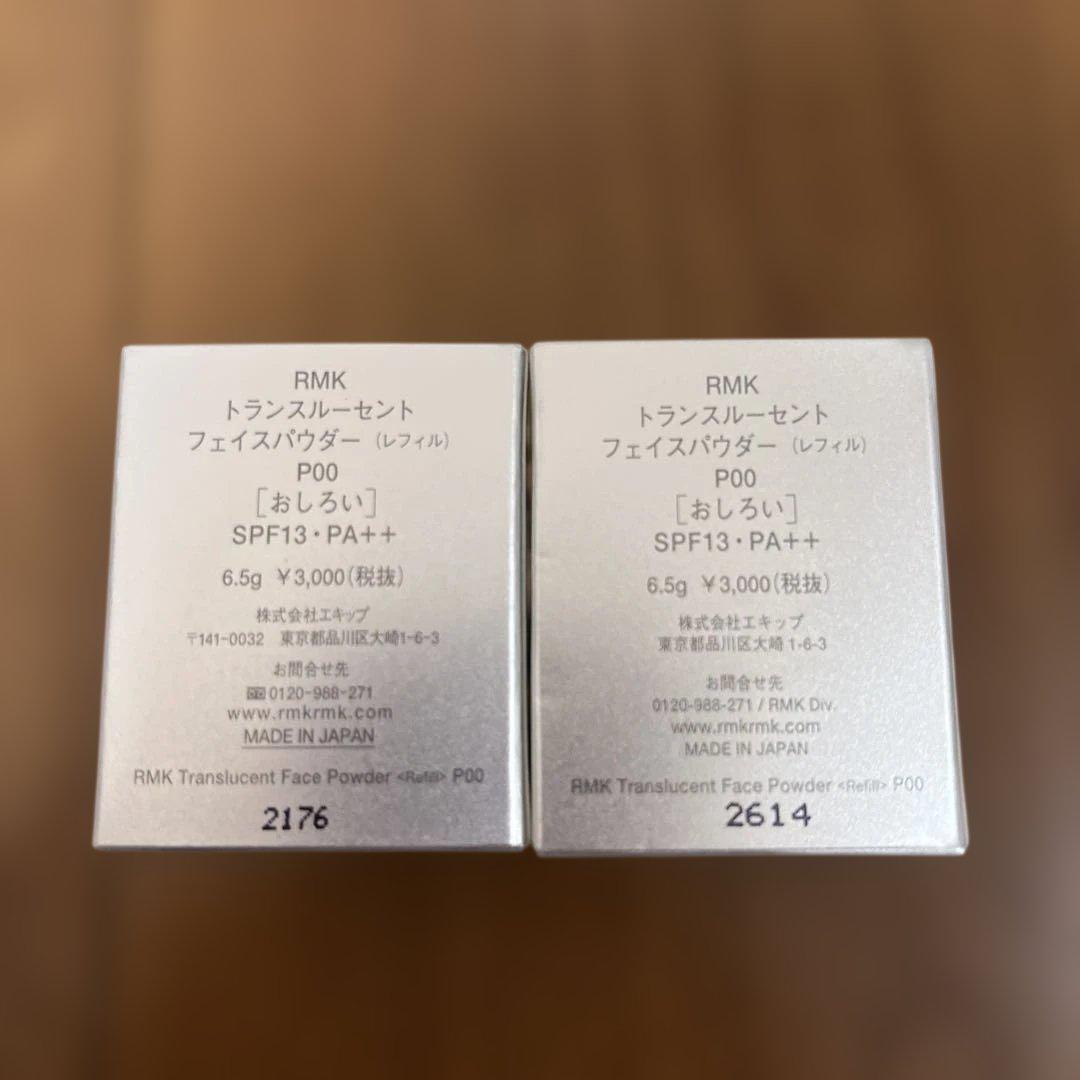 RMK
トランスルーセント
フェイスパウダー（レフィル）
P00
［おしろい］
SPF13・PA++
6.5g ¥3,000（税抜）
株式会社エキップ
〒141-0032 東京都品川区大崎1-6-3
お問合せ先
0120-988-271
www.rmkrmk.com
MADE IN JAPAN
RMK Translucent Face Powder <Refill> P00
2176
RMK
トランスルーセント
フェイスパウダー（レフィル）
P00
［おしろい］
SPF13・PA++
6.5g ¥3,000（税抜）
株式会社エキップ
東京都品川区大崎 1-6-3
お問合せ先
0120-988-271 / RMK Div.
www.rmkrmk.com
MADE IN JAPAN
RMK Translucent Face Powder <Refill> P00
2614